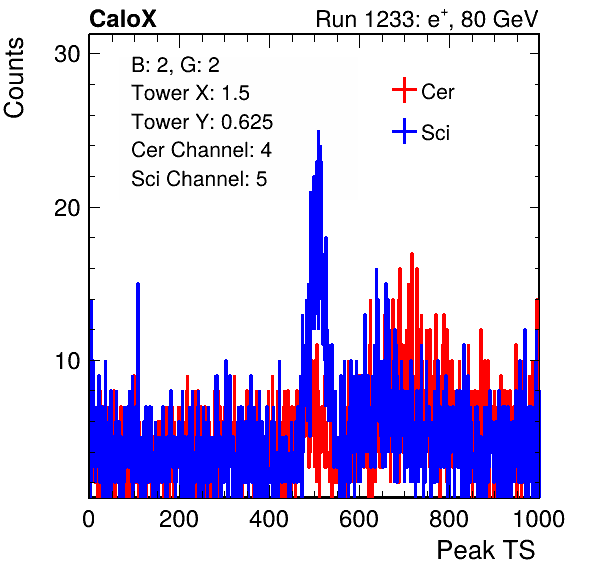 CaloX
Run 1233: e+, 80 GeV
Counts
B: 2, G: 2
Tower X: 1.5
Tower Y: 0.625
Cer Channel: 4
Sci Channel: 5
Cer
Sci
30
20
10
0 200 400 600 800 1000
Peak TS